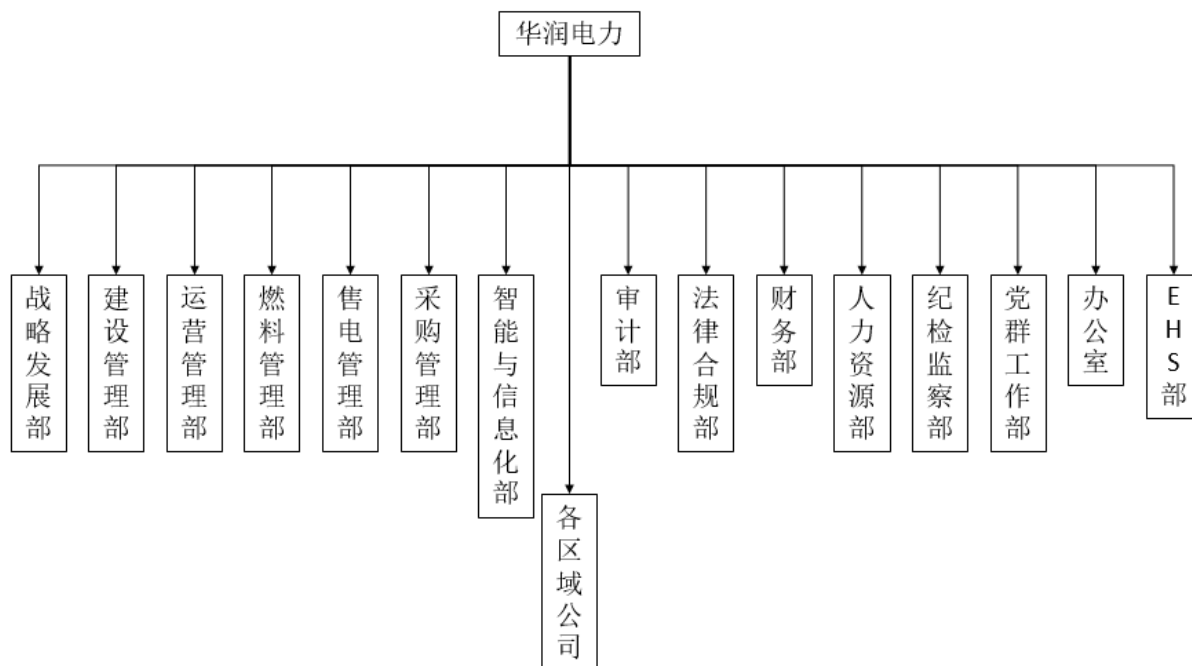 华润电力
战略发展部
建设管理部
运营管理部
燃料管理部
售电管理部
采购管理部
智能与信息化部
各区域公司
审计部
法律合规部
财务部
人力资源部
纪检监察部
党群工作部
办公室
EHS部